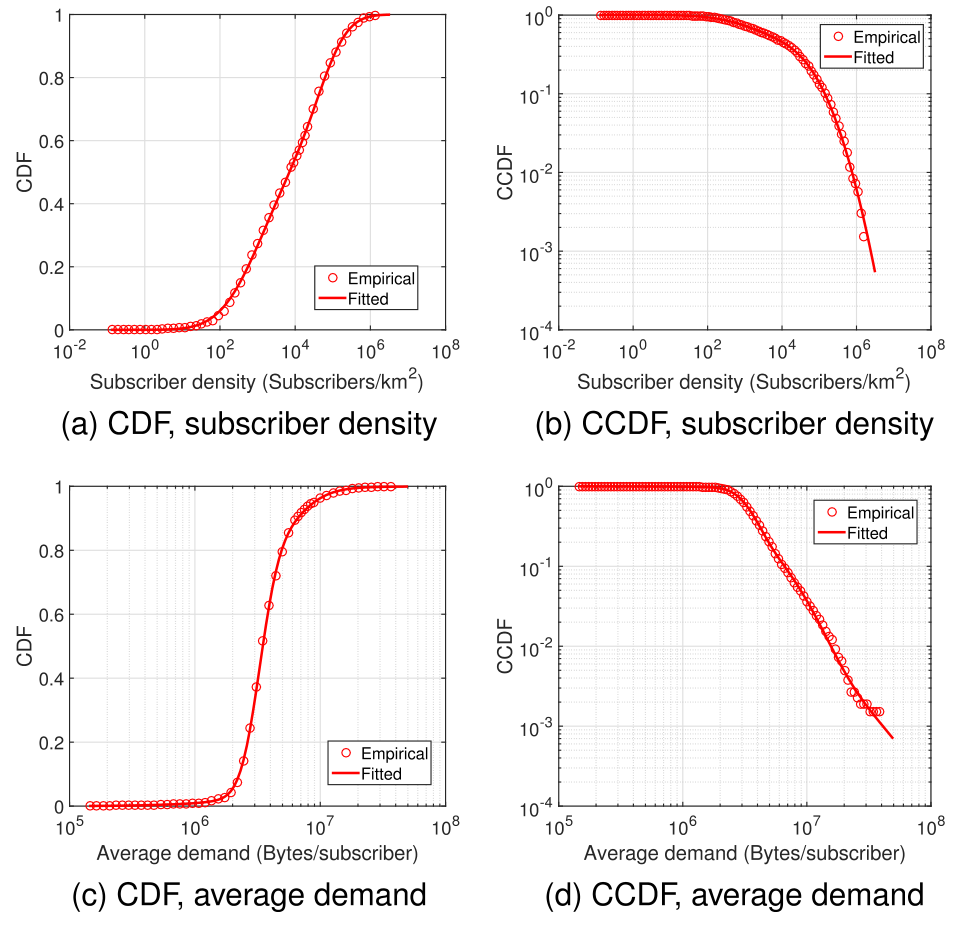 1
0.8
0.6
0.4
0.2
0
CDF
Empirical
Fitted
10^-2 10^0 10^2 10^4 10^6 10^8
Subscriber density (Subscribers/km^2)
(a) CDF, subscriber density
10^0
10^-1
10^-2
10^-3
10^-4
CCDF
Empirical
Fitted
10^-2 10^0 10^2 10^4 10^6 10^8
Subscriber density (Subscribers/km^2)
(b) CCDF, subscriber density
1
0.8
0.6
0.4
0.2
0
CDF
Empirical
Fitted
10^5 10^6 10^7 10^8
Average demand (Bytes/subscriber)
(c) CDF, average demand
10^0
10^-1
10^-2
10^-3
10^-4
CCDF
Empirical
Fitted
10^5 10^6 10^7 10^8
Average demand (Bytes/subscriber)
(d) CCDF, average demand